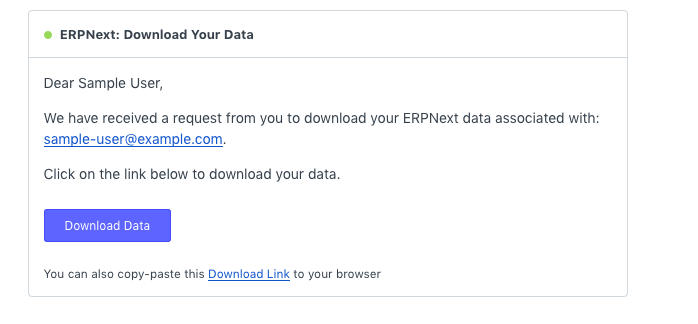 ERPNext: Download Your Data
Dear Sample User,
We have received a request from you to download your ERPNext data associated with:
sample-user@example.com.
Click on the link below to download your data.
Download Data
You can also copy-paste this Download Link to your browser